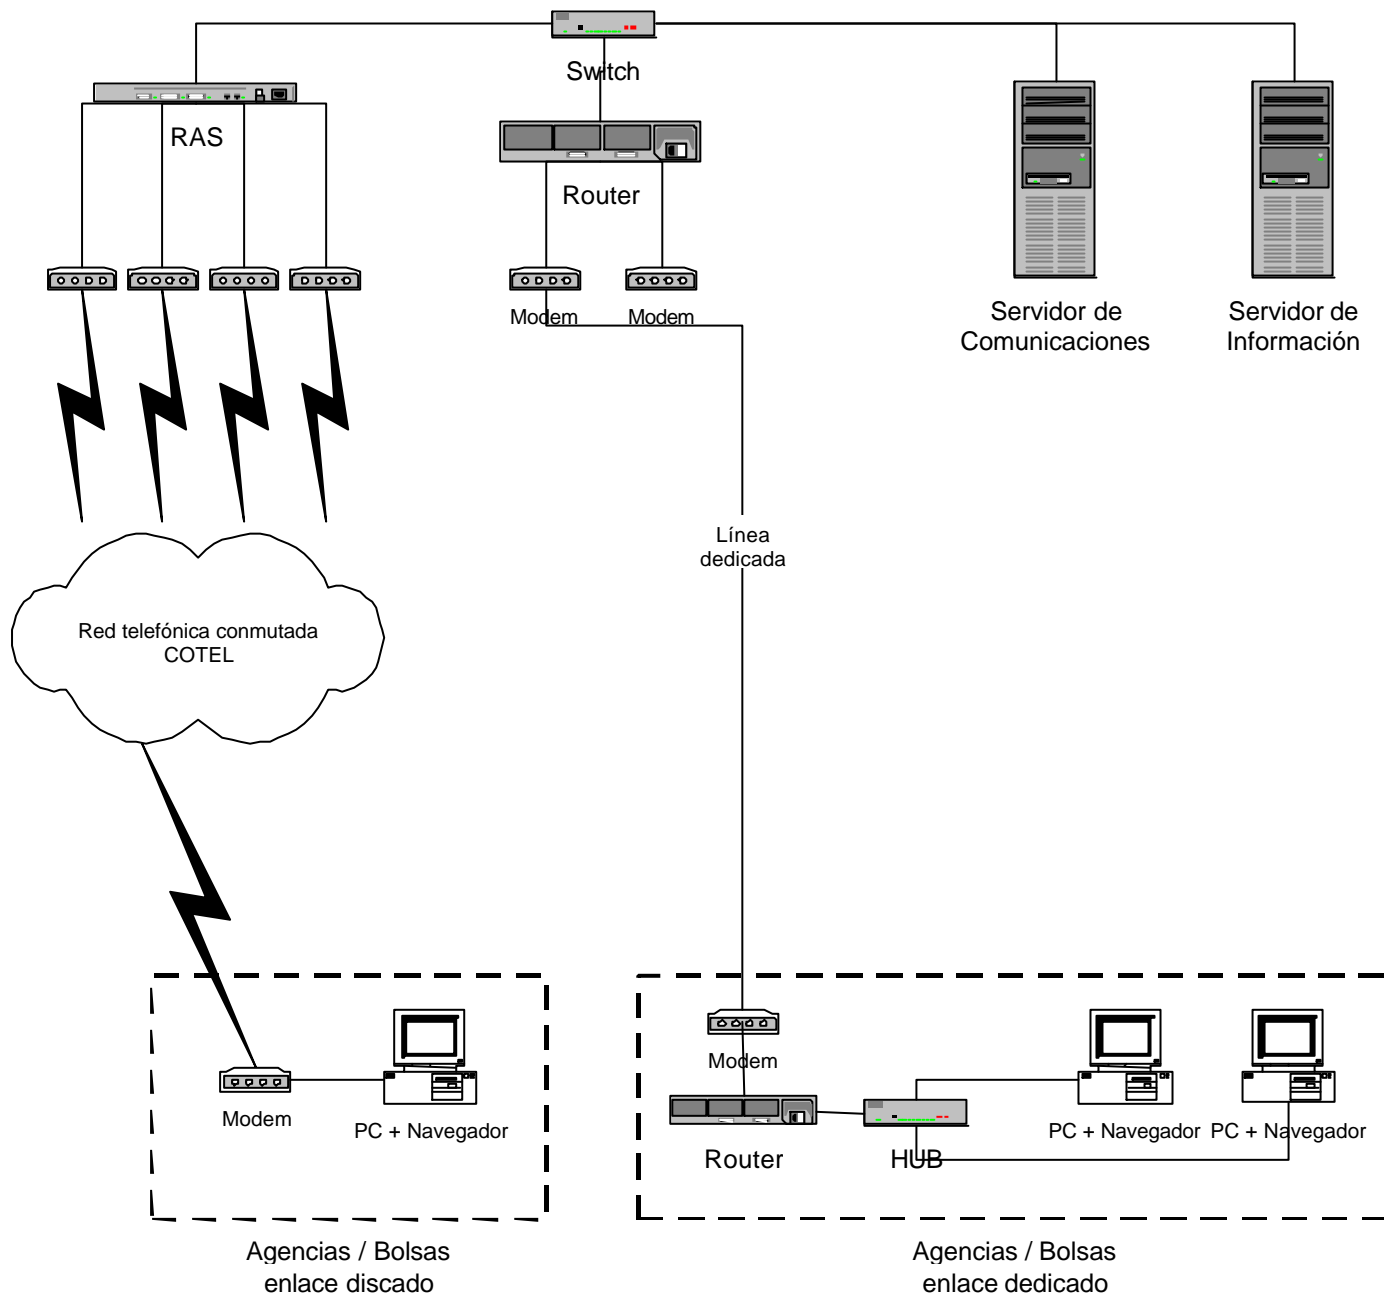 Switch
RAS
Router
Modem
Modem
Servidor de
Comunicaciones
Servidor de
Información
Línea
dedicada
Red telefónica conmutada
COTEL
Modem
PC + Navegador
Modem
Router
HUB
PC + Navegador
PC + Navegador
Agencias / Bolsas
enlace discado
Agencias / Bolsas
enlace dedicado